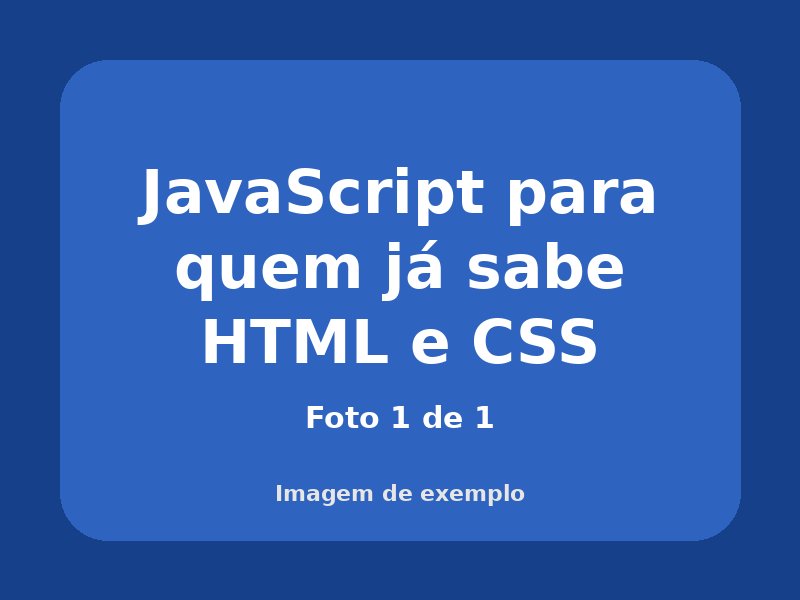 JavaScript para
quem já sabe
HTML e CSS
Foto 1 de 1
Imagem de exemplo